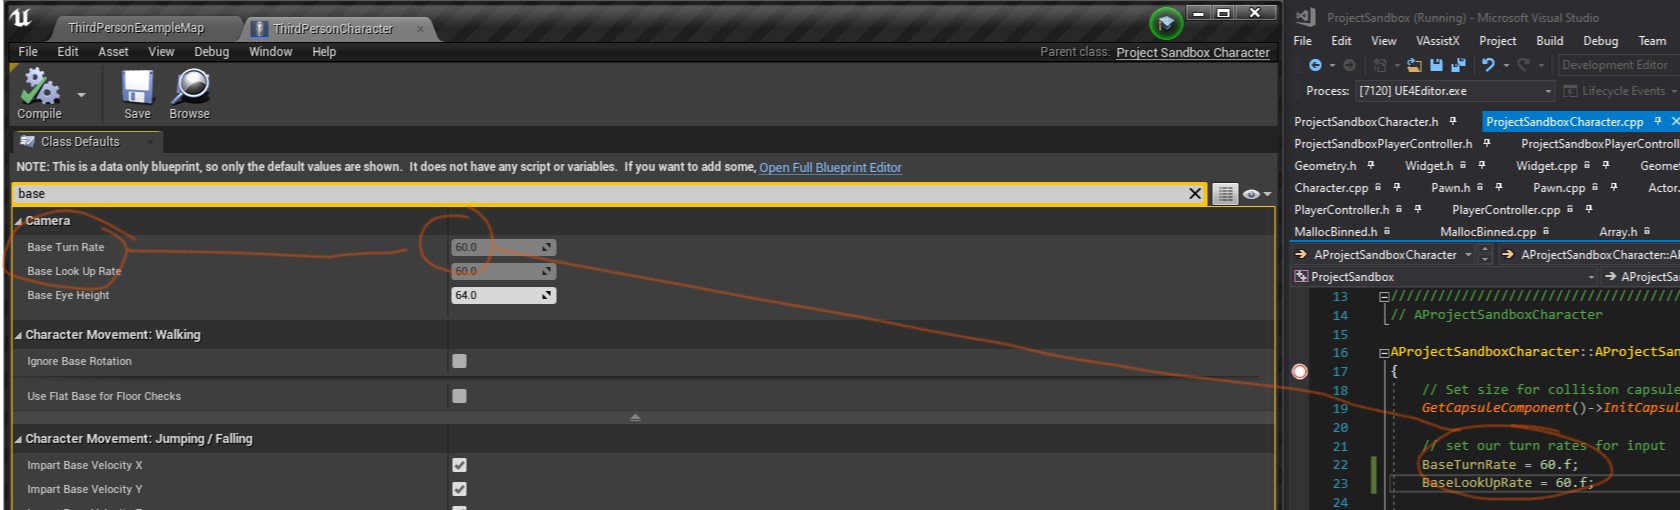 ThirdPersonExampleMap
ThirdPersonCharacter
File Edit Asset View Debug Window Help
Parent class: Project Sandbox Character
Compile Save Browse
Class Defaults
NOTE: This is a data only blueprint, so only the default values are shown. It does not have any script or variables. If you want to add some, Open Full Blueprint Editor
base
Camera
Base Turn Rate 60.0
Base Look Up Rate 60.0
Base Eye Height 64.0
Character Movement: Walking
Ignore Base Rotation
Use Flat Base for Floor Checks
Character Movement: Jumping / Falling
Impart Base Velocity X
Impart Base Velocity Y
ProjectSandbox (Running) - Microsoft Visual Studio
File Edit View VAssistX Project Build Debug Team
Development Editor
Process: [7120] UE4Editor.exe Lifecycle Events
ProjectSandboxCharacter.h ProjectSandboxCharacter.cpp
ProjectSandboxPlayerController.h ProjectSandboxPlayerControll
Geometry.h Widget.h Widget.cpp Geome
Character.cpp Pawn.h Pawn.cpp Actor.
PlayerController.h PlayerController.cpp
MallocBinned.h MallocBinned.cpp Array.h
AProjectSandboxCharacter AProjectSandboxCharacter::AP
ProjectSandbox AProjectSa
13 ////////////////////////////////////
14 // AProjectSandboxCharacter
15
16 AProjectSandboxCharacter::AProjectSan
17 {
18 // Set size for collision capsule
19 GetCapsuleComponent()->InitCapsul
20
21 // set our turn rates for input
22 BaseTurnRate = 60.f;
23 BaseLookUpRate = 60.f;
24